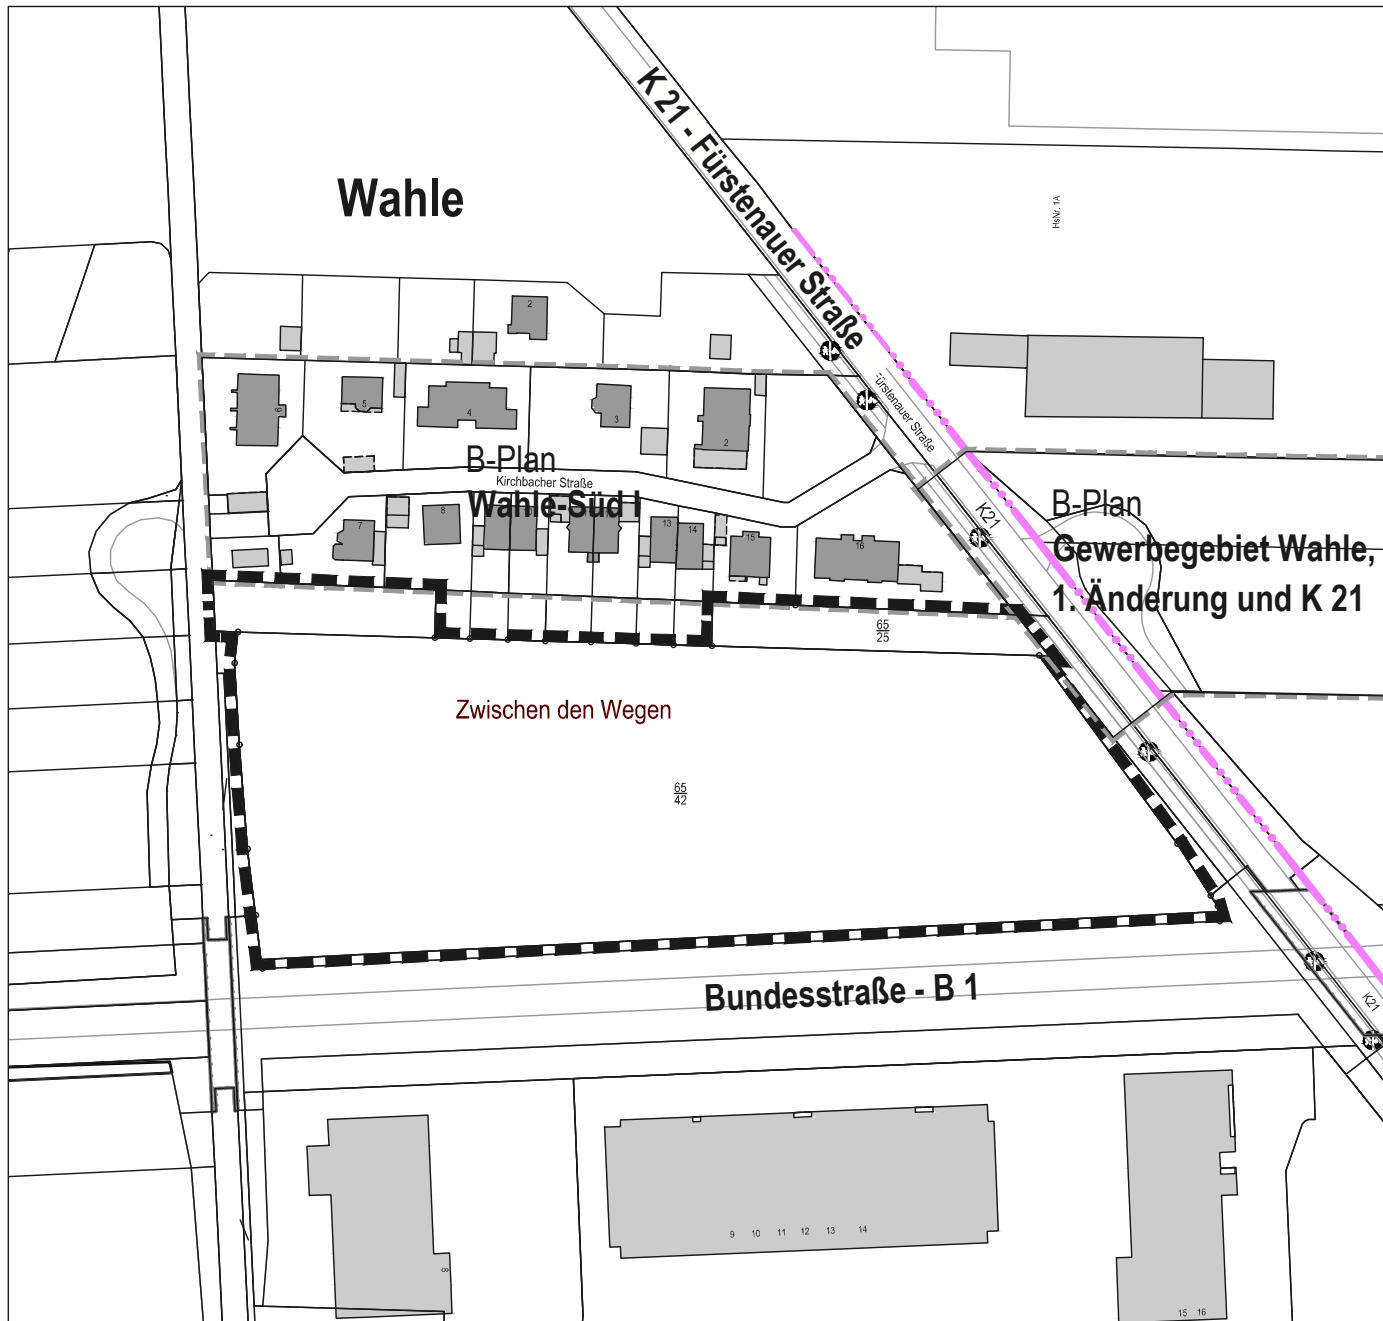 K 21 - Fürstenauer Straße
Wahle
HsNr. 1A
2
6
5
4
3
2
Fürstenauer Straße
B-Plan
Kirchbacher Straße
Wahle-Süd I
7
8
13
14
15
16
K21
B-Plan
Gewerbegebiet Wahle,
1. Änderung und K 21
65
25
Zwischen den Wegen
65
42
Bundesstraße - B 1
K21
8
9 10 11 12 13 14
15 16